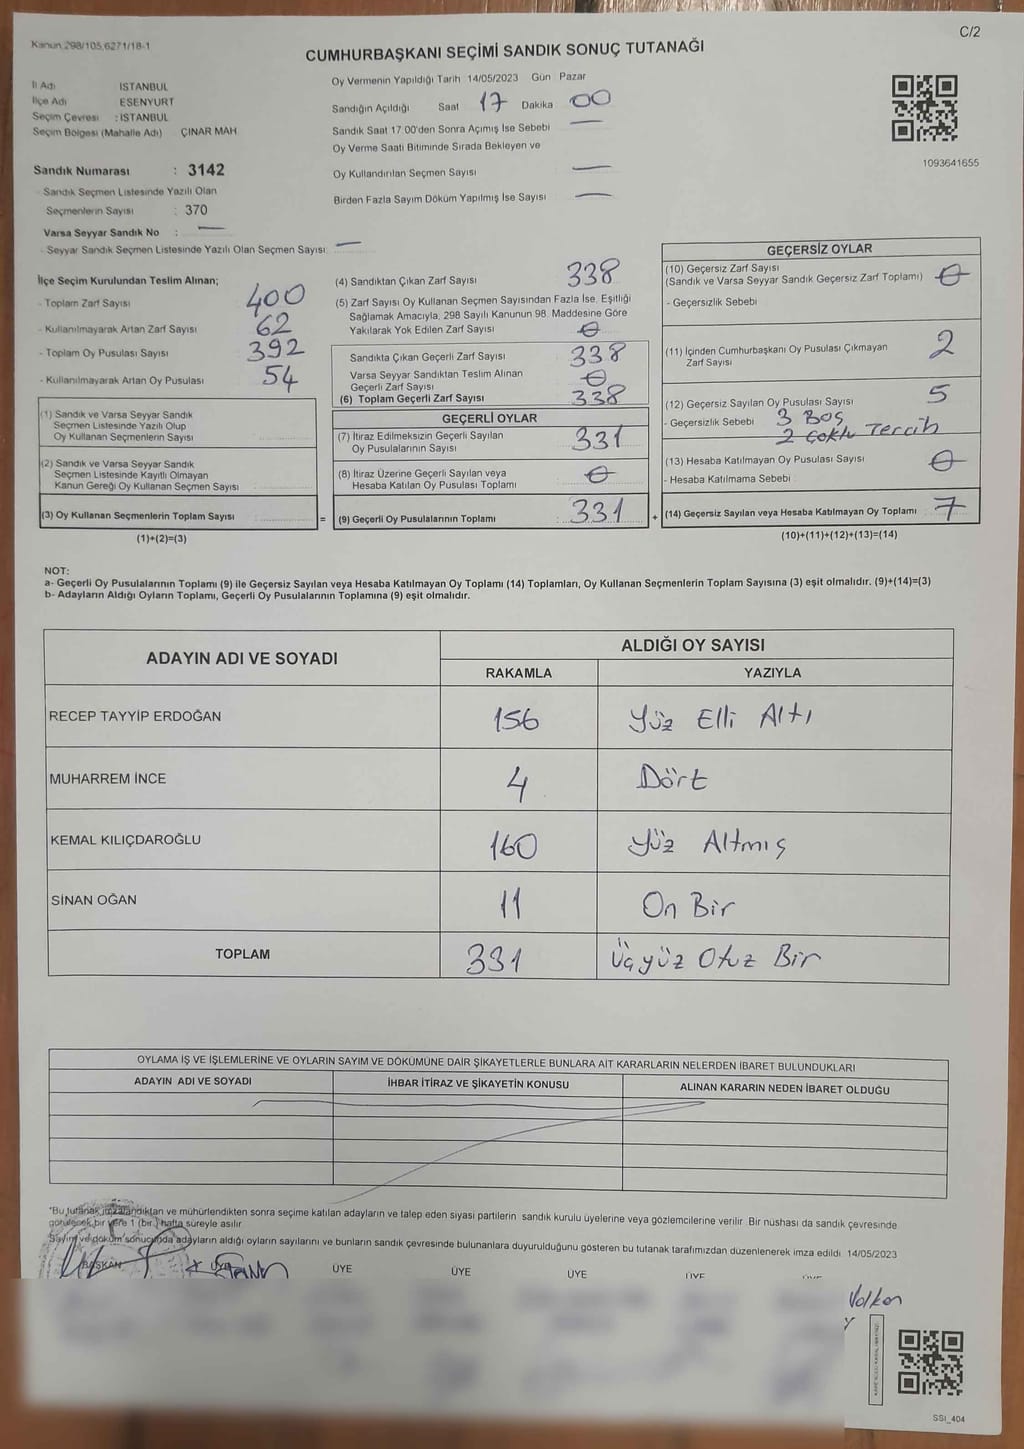 Kanun 298/105,6271/18-1
C/2
CUMHURBAŞKANI SEÇİMİ SANDIK SONUÇ TUTANAĞI
İl Adı İSTANBUL
İlçe Adı ESENYURT
Seçim Çevresi : İSTANBUL
Seçim Bölgesi (Mahalle Adı) ÇINAR MAH
Sandık Numarası : 3142
Sandık Seçmen Listesinde Yazılı Olan
Seçmenlerin Sayısı : 370
Varsa Seyyar Sandık No : —
- Seyyar Sandık Seçmen Listesinde Yazılı Olan Seçmen Sayısı: —
Oy Vermenin Yapıldığı Tarih 14/05/2023 Gün Pazar
Sandığın Açıldığı Saat 17 Dakika 00
Sandık Saat 17:00'den Sonra Açımış İse Sebebi —
Oy Verme Saati Bitiminde Sırada Bekleyen ve
Oy Kullandırılan Seçmen Sayısı —
Birden Fazla Sayım Döküm Yapılmış İse Sayısı —
1093641655
İlçe Seçim Kurulundan Teslim Alınan;
- Toplam Zarf Sayısı 400
- Kullanılmayarak Artan Zarf Sayısı 62
- Toplam Oy Pusulası Sayısı 392
- Kullanılmayarak Artan Oy Pusulası 54
(1) Sandık ve Varsa Seyyar Sandık
Seçmen Listesinde Yazılı Olup
Oy Kullanan Seçmenlerin Sayısı
(2) Sandık ve Varsa Seyyar Sandık
Seçmen Listesinde Kayıtlı Olmayan
Kanun Gereği Oy Kullanan Seçmen Sayısı
(3) Oy Kullanan Seçmenlerin Toplam Sayısı =
(1)+(2)=(3)
(4) Sandıktan Çıkan Zarf Sayısı 338
(5) Zarf Sayısı Oy Kullanan Seçmen Sayısından Fazla İse, Eşitliği
Sağlamak Amacıyla, 298 Sayılı Kanunun 98. Maddesine Göre
Yakılarak Yok Edilen Zarf Sayısı 0
Sandıkta Çıkan Geçerli Zarf Sayısı 338
Varsa Seyyar Sandıktan Teslim Alınan
Geçerli Zarf Sayısı 0
(6) Toplam Geçerli Zarf Sayısı 338
GEÇERLİ OYLAR
(7) İtiraz Edilmeksizin Geçerli Sayılan
Oy Pusulalarının Sayısı 331
(8) İtiraz Üzerine Geçerli Sayılan veya
Hesaba Katılan Oy Pusulası Toplamı 0
(9) Geçerli Oy Pusulalarının Toplamı : 331 +
GEÇERSİZ OYLAR
(10) Geçersiz Zarf Sayısı
(Sandık ve Varsa Seyyar Sandık Geçersiz Zarf Toplamı) 0
- Geçersizlik Sebebi
(11) İçinden Cumhurbaşkanı Oy Pusulası Çıkmayan
Zarf Sayısı 2
(12) Geçersiz Sayılan Oy Pusulası Sayısı 5
- Geçersizlik Sebebi 3 Boş
2 Çoklu Tercih
(13) Hesaba Katılmayan Oy Pusulası Sayısı 0
- Hesaba Katılmama Sebebi
(14) Geçersiz Sayılan veya Hesaba Katılmayan Oy Toplamı 7
(10)+(11)+(12)+(13)=(14)
NOT:
a- Geçerli Oy Pusulalarının Toplamı (9) ile Geçersiz Sayılan veya Hesaba Katılmayan Oy Toplamı (14) Toplamları, Oy Kullanan Seçmenlerin Toplam Sayısına (3) eşit olmalıdır. (9)+(14)=(3)
b- Adayların Aldığı Oyların Toplamı, Geçerli Oy Pusulalarının Toplamına (9) eşit olmalıdır.
ADAYIN ADI VE SOYADI
ALDIĞI OY SAYISI
RAKAMLA YAZIYLA
RECEP TAYYİP ERDOĞAN 156 Yüz Elli Altı
MUHARREM İNCE 4 Dört
KEMAL KILIÇDAROĞLU 160 Yüz Altmış
SİNAN OĞAN 11 On Bir
TOPLAM 331 Üçyüz Otuz Bir
OYLAMA İŞ VE İŞLEMLERİNE VE OYLARIN SAYIM VE DÖKÜMÜNE DAİR ŞİKAYETLERLE BUNLARA AİT KARARLARIN NELERDEN İBARET BULUNDUKLARI
ADAYIN ADI VE SOYADI İHBAR İTİRAZ VE ŞİKAYETİN KONUSU ALINAN KARARIN NEDEN İBARET OLDUĞU
"Bu tutanak imzalandıktan ve mühürlendikten sonra seçime katılan adayların ve talep eden siyasi partilerin sandık kurulu üyelerine veya gözlemcilerine verilir. Bir nüshası da sandık çevresinde
görülecek bir yere 1 (bir) hafta süreyle asılır
Sayım ve döküm sonucunda adayların aldığı oyların sayılarını ve bunların sandık çevresinde bulunanlara duyurulduğunu gösteren bu tutanak tarafımızdan düzenlenerek imza edildi 14/05/2023
BAŞKAN ÜYE ÜYE ÜYE ÜYE ÜYE
Volkan
SSI_404